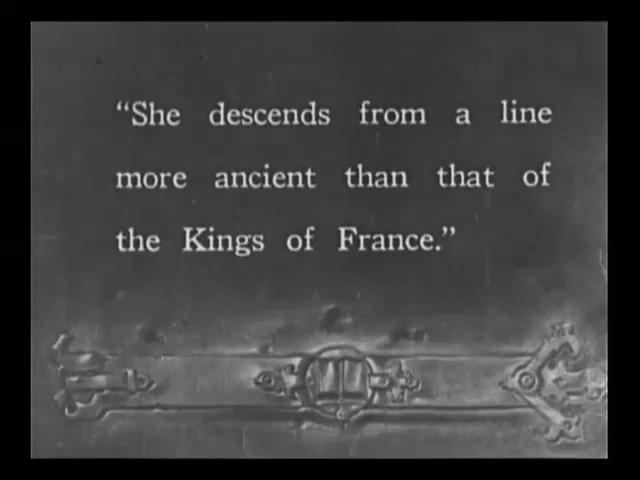 “She descends from a line
more ancient than that of
the Kings of France.”